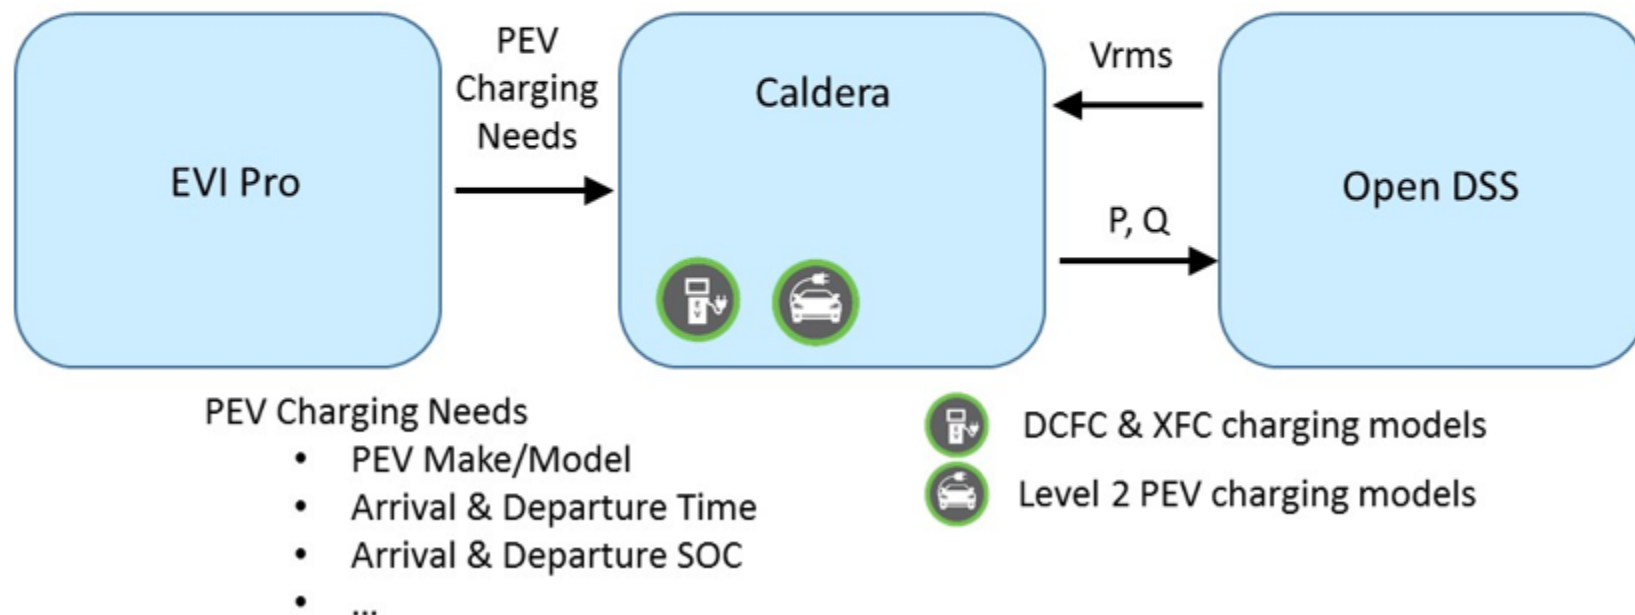 EVI Pro
PEV
Charging
Needs
Caldera
Vrms
P, Q
Open DSS
PEV Charging Needs
• PEV Make/Model
• Arrival & Departure Time
• Arrival & Departure SOC
• ...
DCFC & XFC charging models
Level 2 PEV charging models